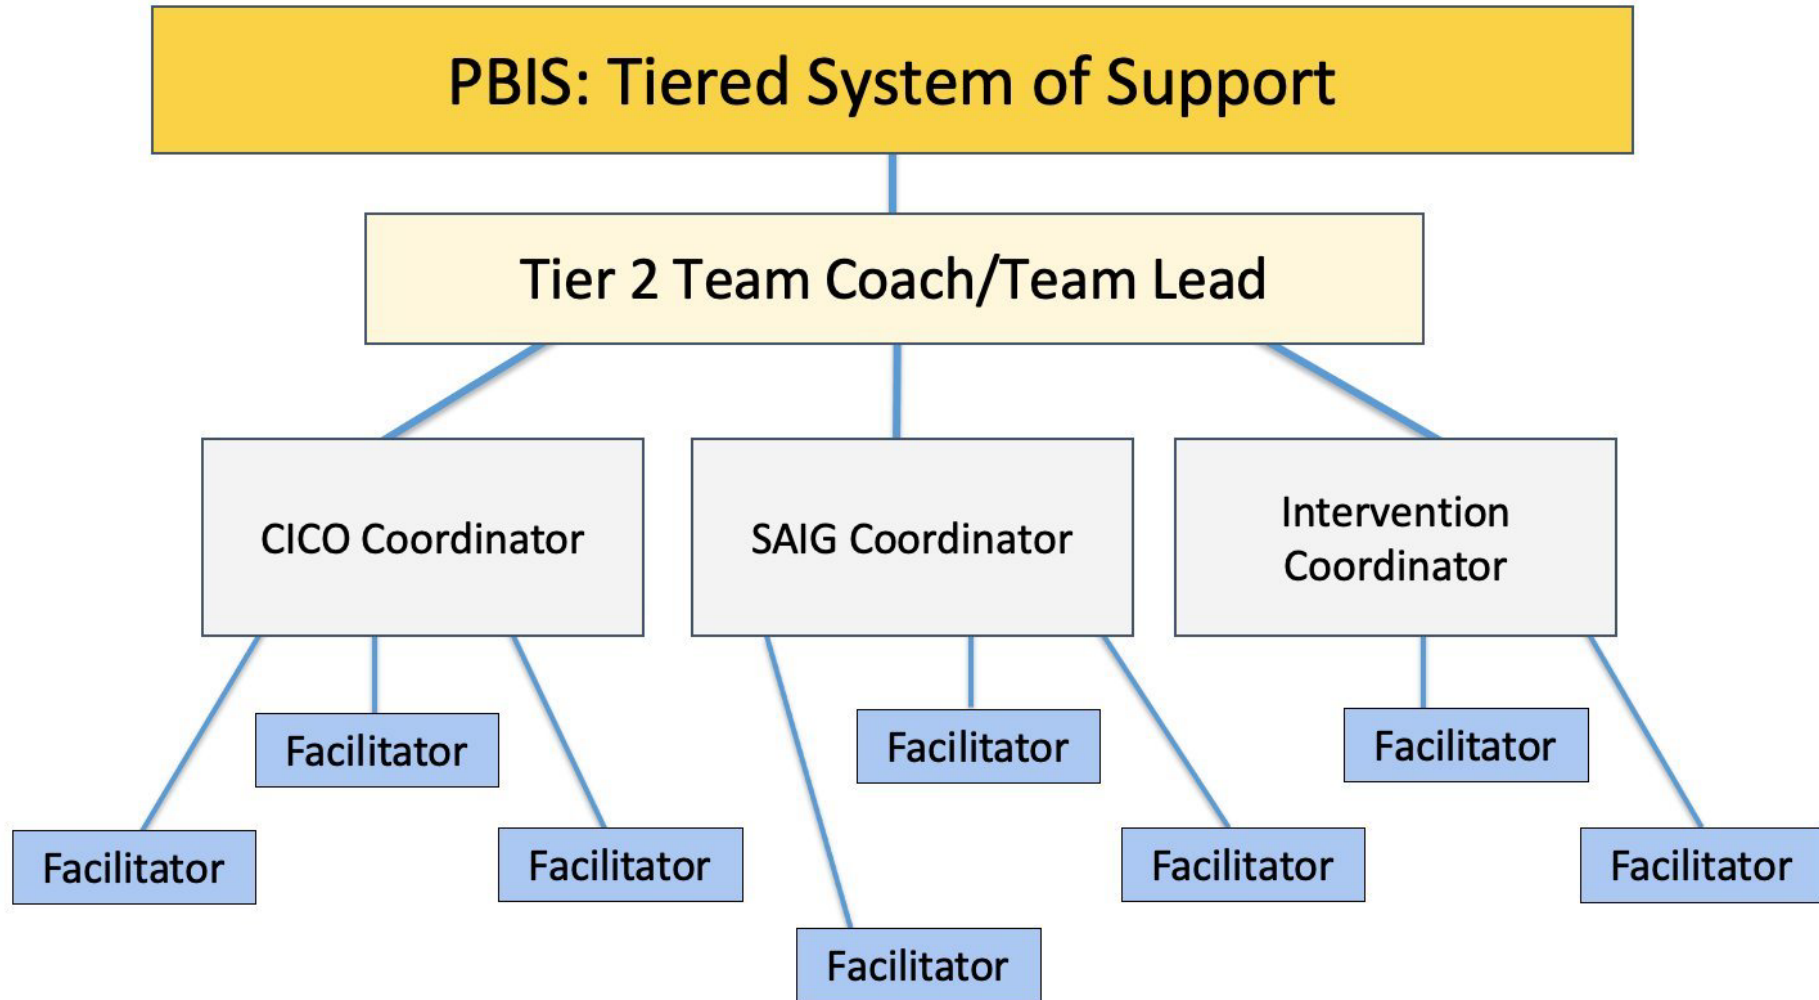 PBIS: Tiered System of Support
Tier 2 Team Coach/Team Lead
CICO Coordinator
SAIG Coordinator
Intervention
Coordinator
Facilitator
Facilitator
Facilitator
Facilitator
Facilitator
Facilitator
Facilitator
Facilitator